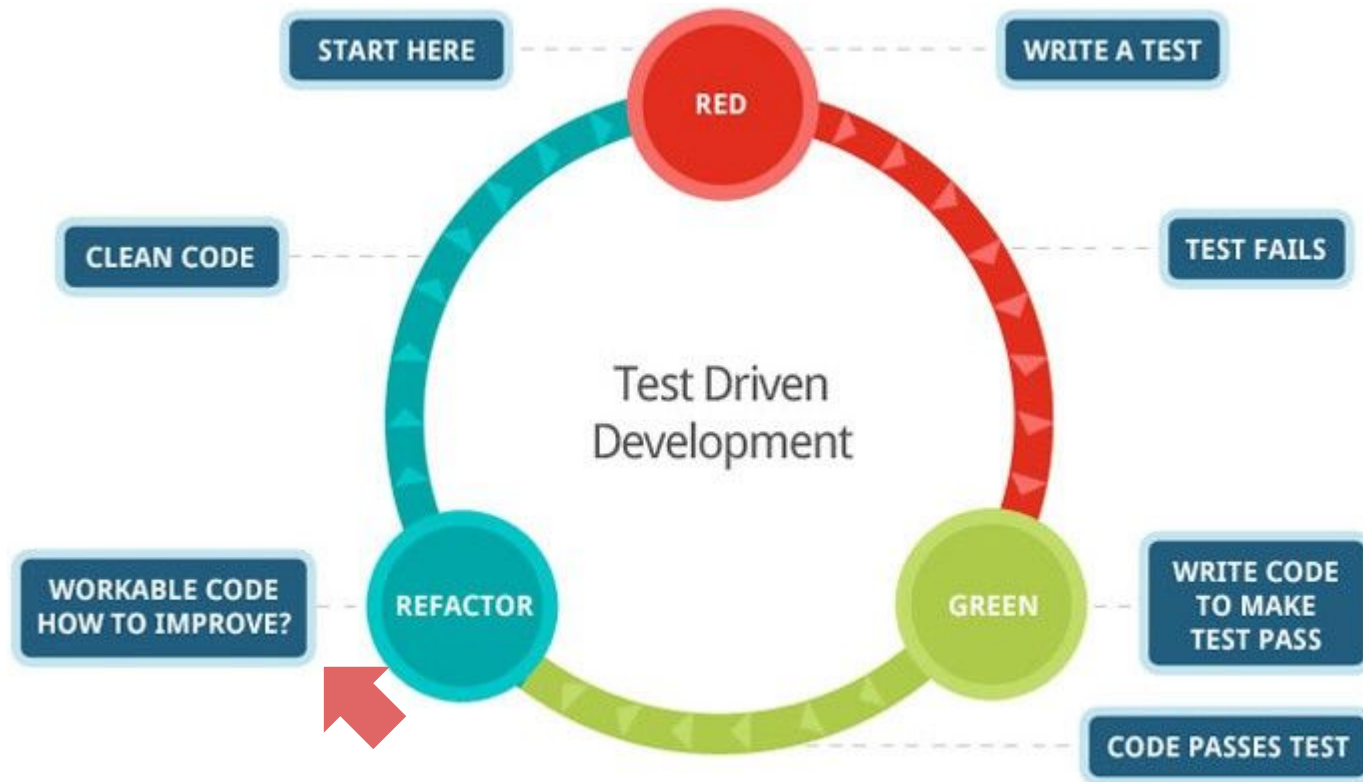 START HERE
RED
WRITE A TEST
CLEAN CODE
TEST FAILS
Test Driven
Development
WORKABLE CODE
HOW TO IMPROVE?
REFACTOR
GREEN
WRITE CODE
TO MAKE
TEST PASS
CODE PASSES TEST